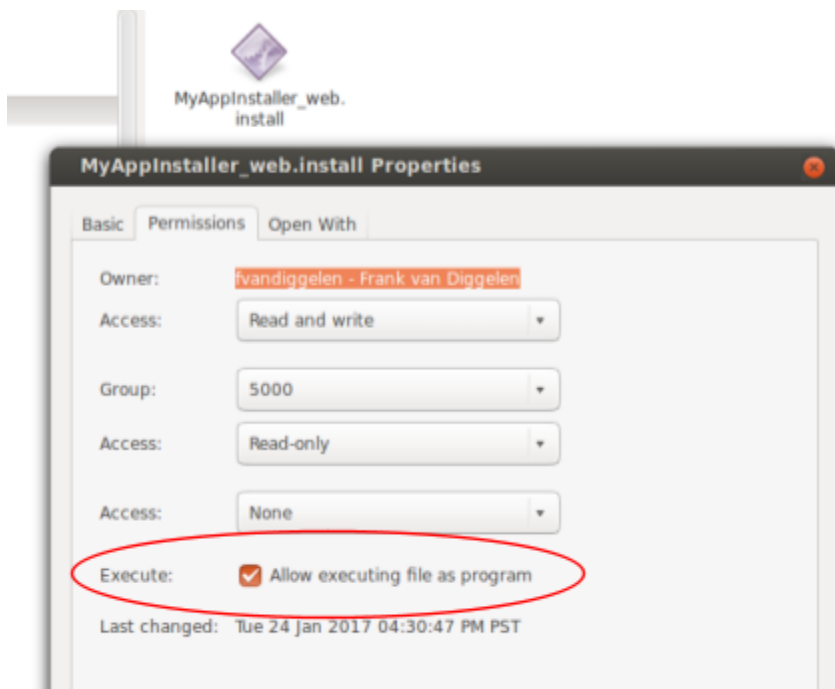 MyAppInstaller_web.
install
MyAppInstaller_web.install Properties
Basic Permissions Open With
Owner: fvandiggelen - Frank van Diggelen
Access: Read and write
Group: 5000
Access: Read-only
Access: None
Execute: Allow executing file as program
Last changed: Tue 24 Jan 2017 04:30:47 PM PST